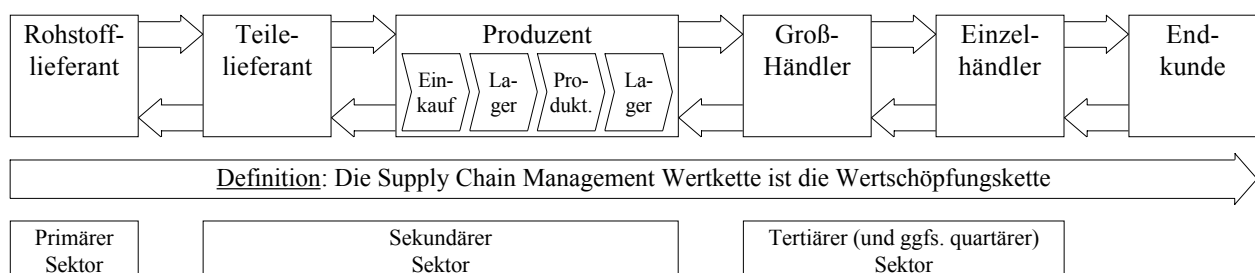 Rohstoff-
lieferant
Teile-
lieferant
Produzent
Ein-
kauf
La-
ger
Pro-
dukt.
La-
ger
Groß-
Händler
Einzel-
händler
End-
kunde
Definition: Die Supply Chain Management Wertkette ist die Wertschöpfungskette
Primärer
Sektor
Sekundärer
Sektor
Tertiärer (und ggfs. quartärer)
Sektor